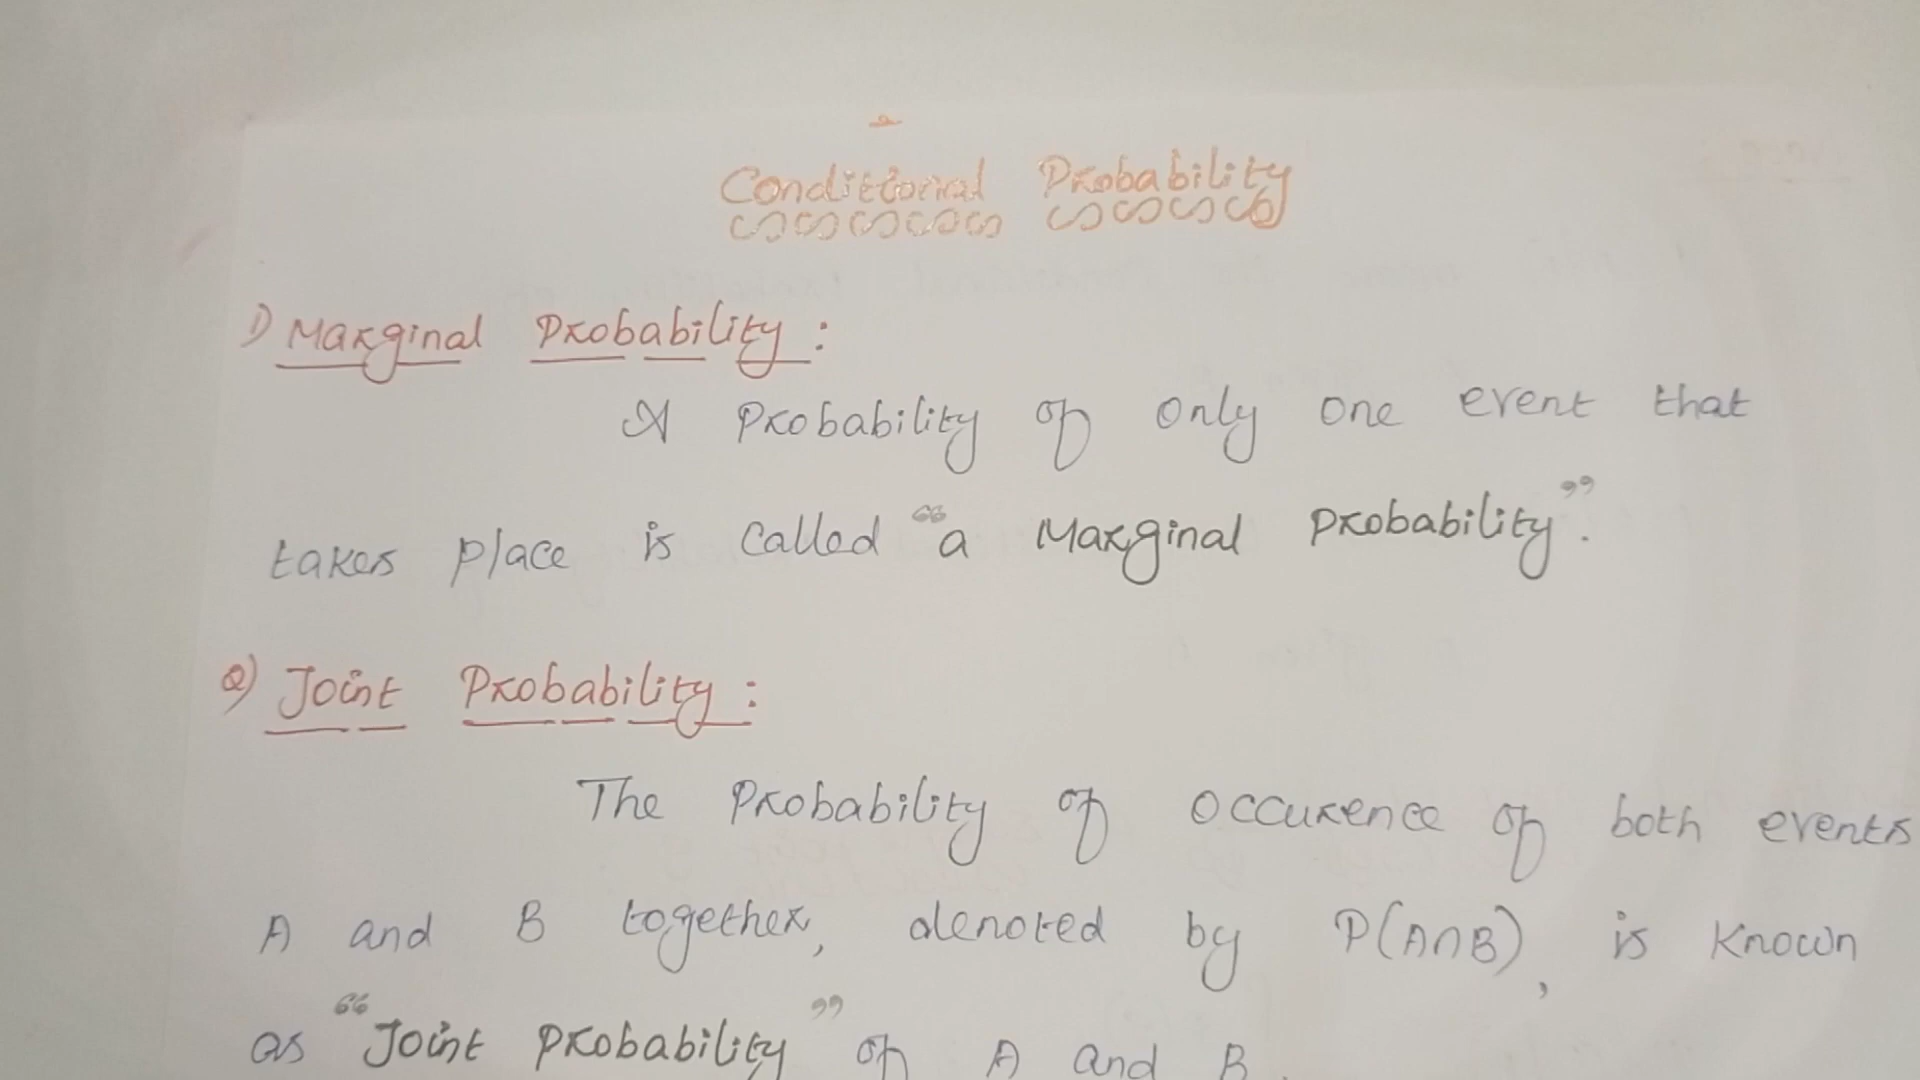 Conditional Probability
1) Marginal Probability :
A Probability of only one event that
takes place is called “a Marginal Probability”.
2) Joint Probability :
The Probability of occurence of both events
A and B together, denoted by P(A∩B), is known
as “Joint Probability” of A and B.